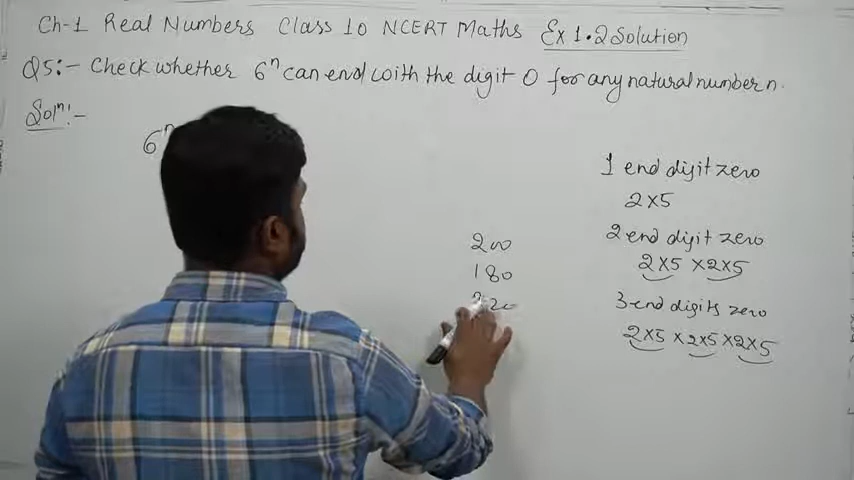 Ch-1 Real Numbers Class 10 NCERT Maths Ex 1.2 Solution
Q5:- Check whether 6ⁿ can end with the digit 0 for any natural number n.
Solⁿ:-
6ⁿ
200
180
1 end digit zero
2×5
2 end digit zero
2×5 × 2×5
3 end digits zero
2×5 × 2×5 × 2×5